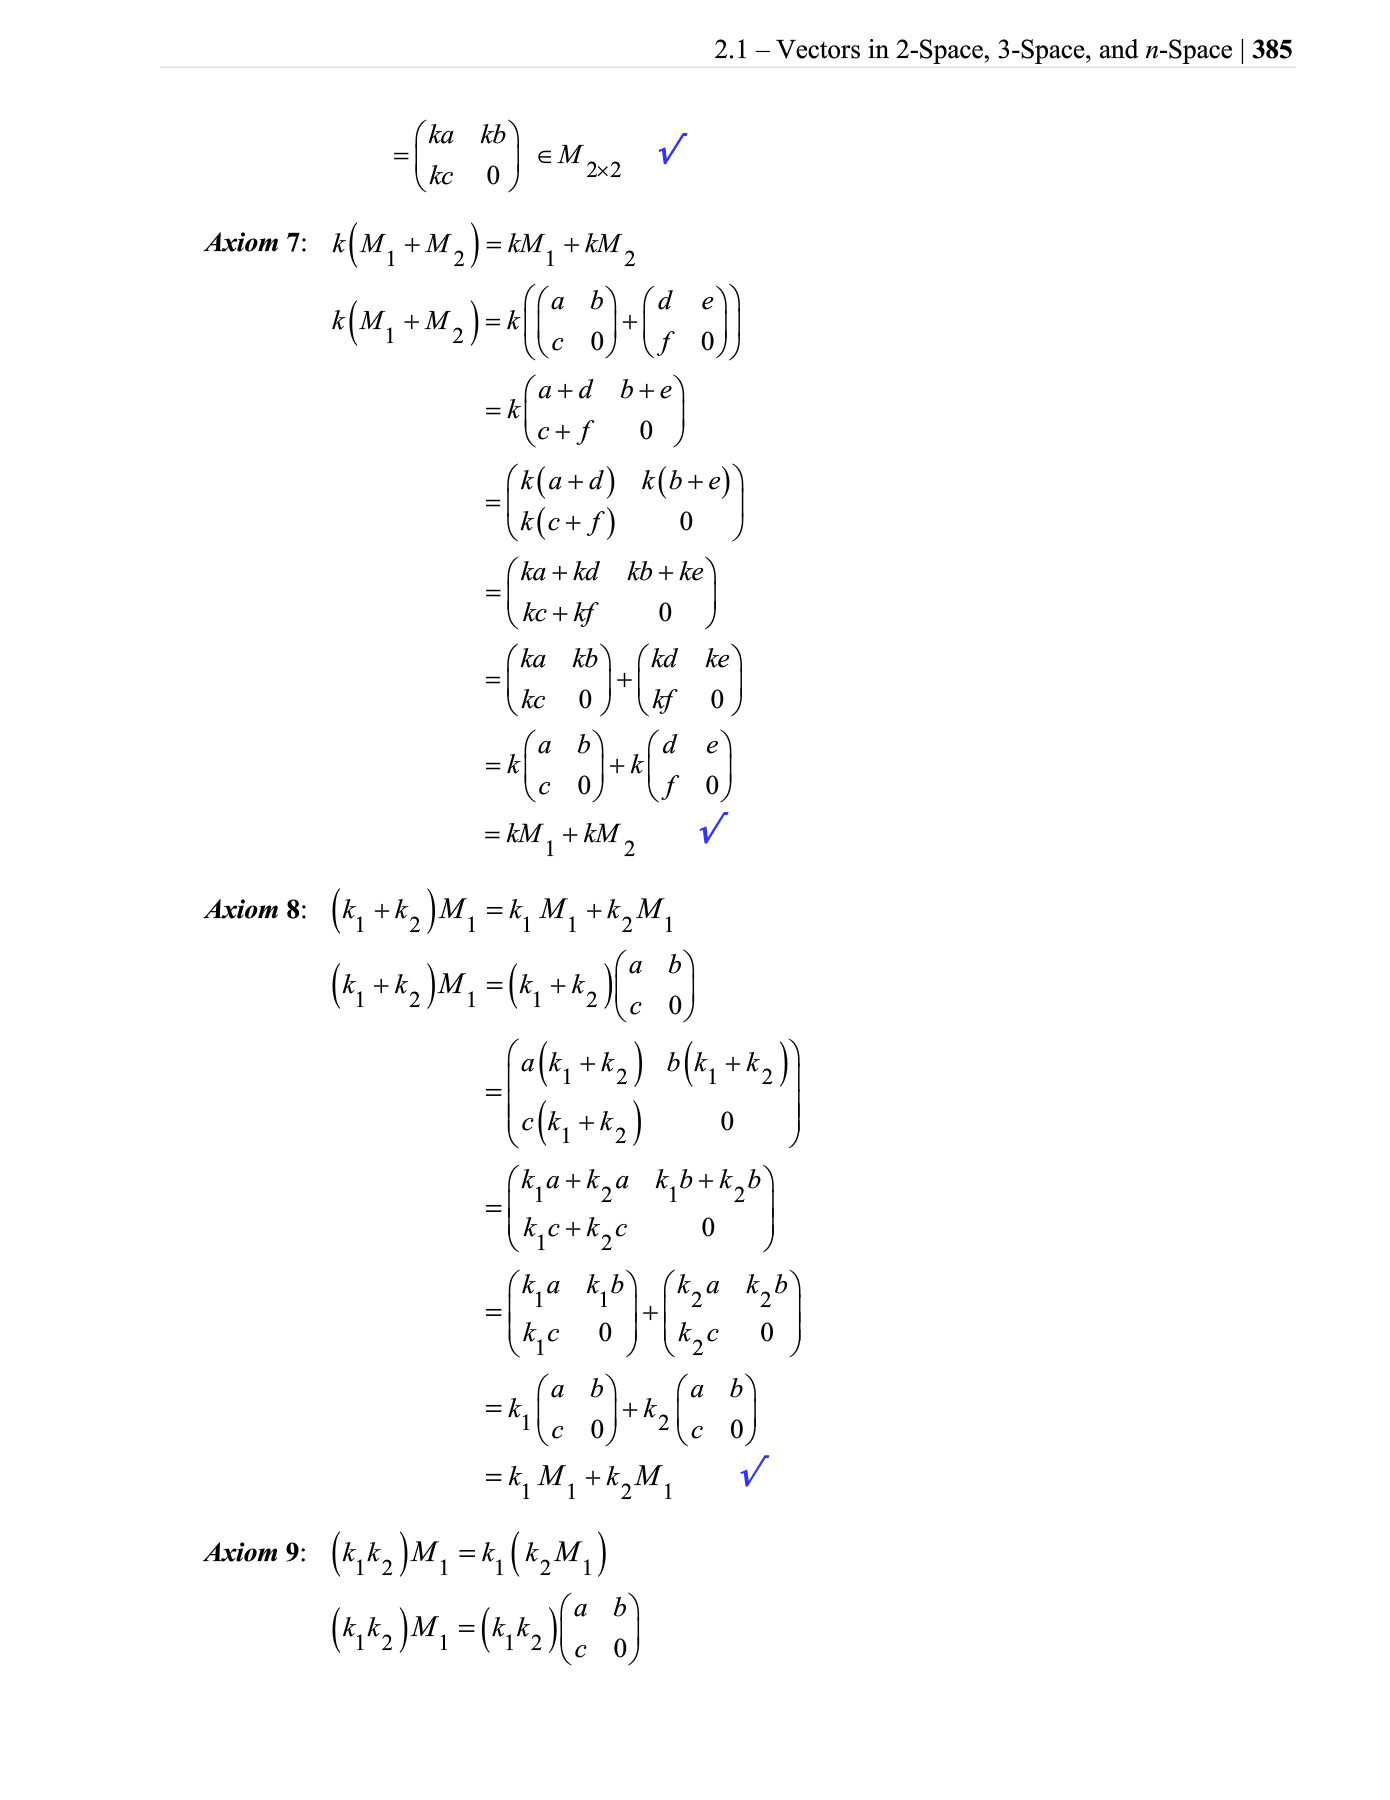 2.1 – Vectors in 2-Space, 3-Space, and n-Space | 385
= (ka kb; kc 0) ∈ M₂ₓ₂ ✓
Axiom 7: k(M₁ + M₂) = kM₁ + kM₂
k(M₁ + M₂) = k((a b; c 0) + (d e; f 0))
= k(a + d b + e; c + f 0)
= (k(a + d) k(b + e); k(c + f) 0)
= (ka + kd kb + ke; kc + kf 0)
= (ka kb; kc 0) + (kd ke; kf 0)
= k(a b; c 0) + k(d e; f 0)
= kM₁ + kM₂ ✓
Axiom 8: (k₁ + k₂)M₁ = k₁ M₁ + k₂M₁
(k₁ + k₂)M₁ = (k₁ + k₂)(a b; c 0)
= (a(k₁ + k₂) b(k₁ + k₂); c(k₁ + k₂) 0)
= (k₁a + k₂a k₁b + k₂b; k₁c + k₂c 0)
= (k₁a k₁b; k₁c 0) + (k₂a k₂b; k₂c 0)
= k₁(a b; c 0) + k₂(a b; c 0)
= k₁ M₁ + k₂M₁ ✓
Axiom 9: (k₁k₂)M₁ = k₁(k₂M₁)
(k₁k₂)M₁ = (k₁k₂)(a b; c 0)